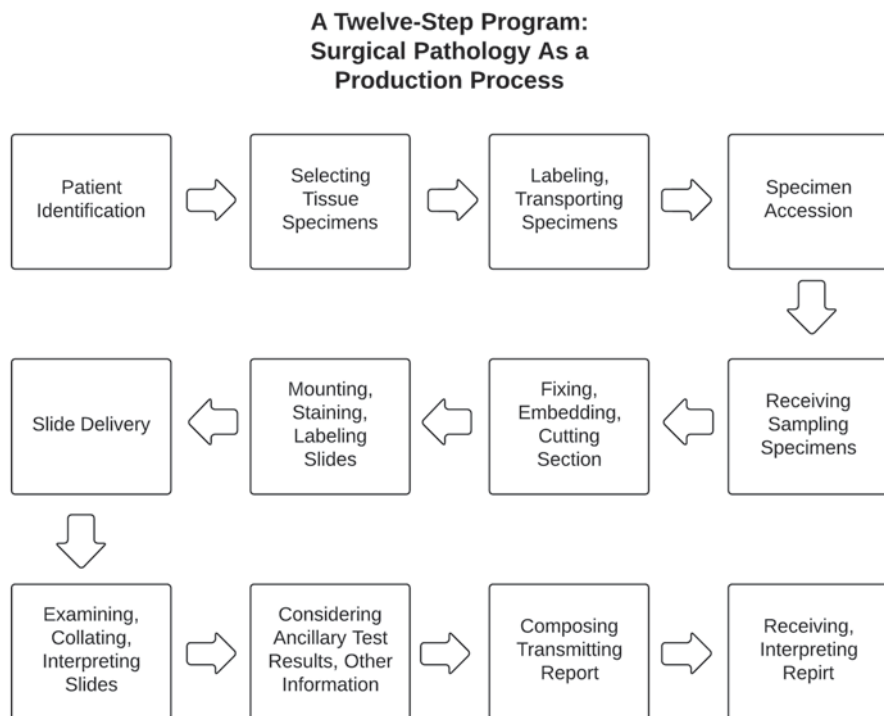 A Twelve-Step Program:
Surgical Pathology As a
Production Process
Patient
Identification
Selecting
Tissue
Specimens
Labeling,
Transporting
Specimens
Specimen
Accession
Receiving
Sampling
Specimens
Fixing,
Embedding,
Cutting
Section
Mounting,
Staining,
Labeling
Slides
Slide Delivery
Examining,
Collating,
Interpreting
Slides
Considering
Ancillary Test
Results, Other
Information
Composing
Transmitting
Report
Receiving,
Interpreting
Repirt